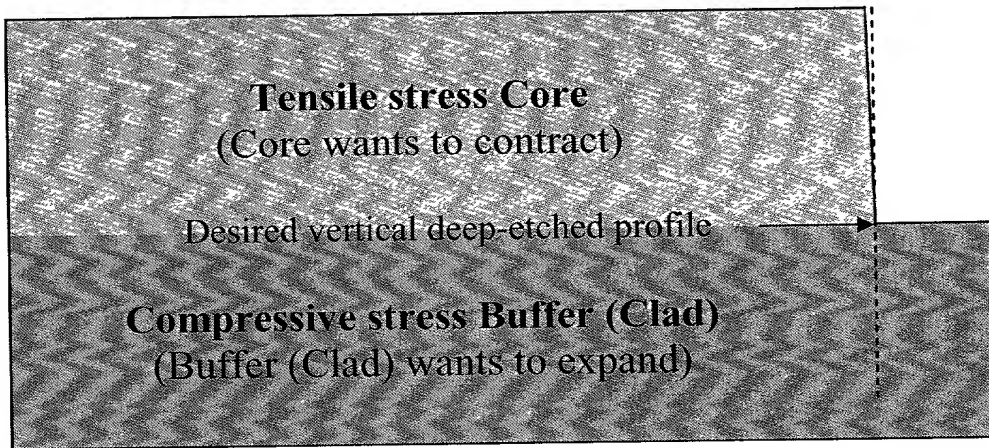 Tensile stress Core
(Core wants to contract)
Desired vertical deep-etched profile
Compressive stress Buffer (Clad)
(Buffer (Clad) wants to expand)